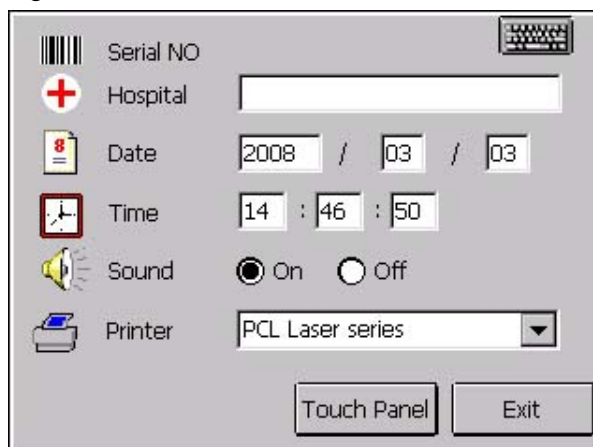 Serial NO
Hospital
8
Date 2008 / 03 / 03
Time 14 : 46 : 50
Sound On Off
Printer PCL Laser series
Touch Panel Exit